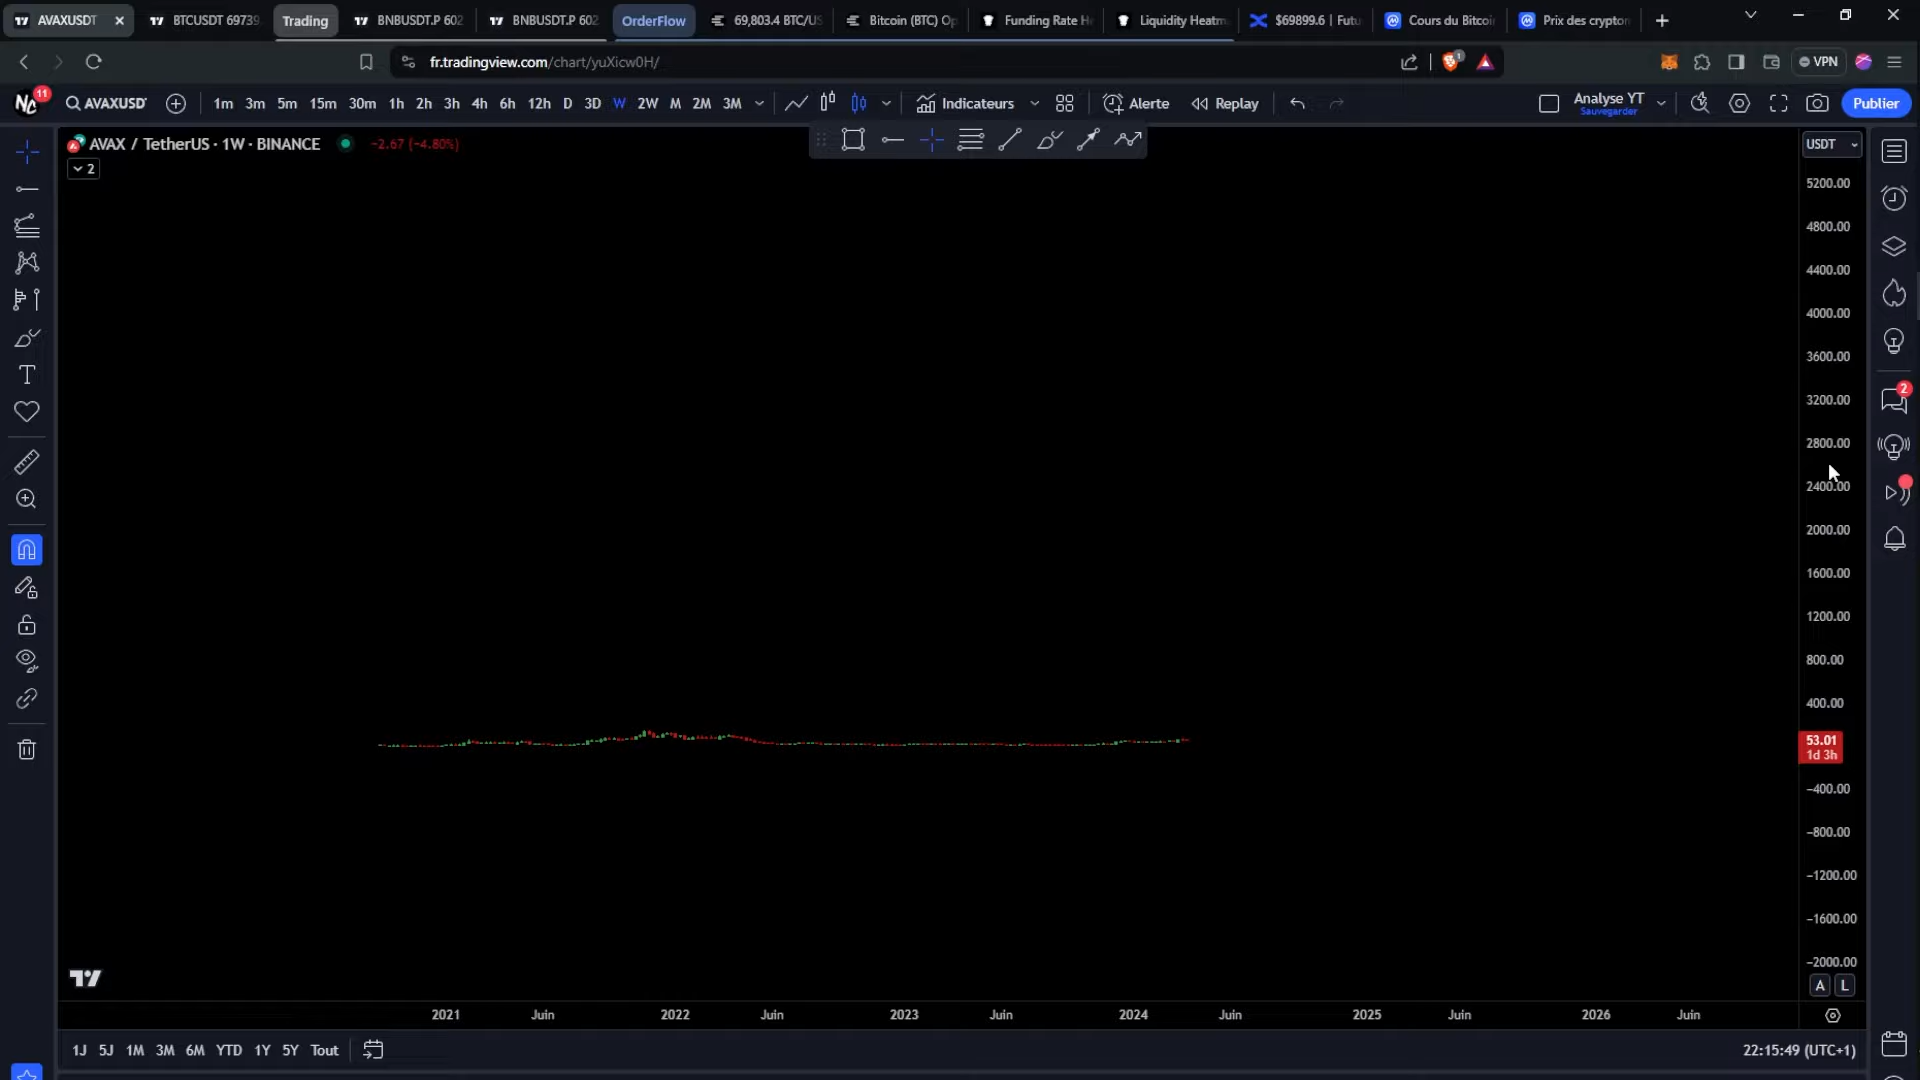 AVAXUSDT
BTCUSDT 69739.
Trading
BNBUSDT.P 602
BNBUSDT.P 602
OrderFlow
69,803.4 BTC/US
Bitcoin (BTC) Op
Funding Rate He
Liquidity Heatm
$69899.6 | Futu
Cours du Bitcoi
Prix des crypto
fr.tradingview.com/chart/yuXicw0H/
1
VPN
11
AVAXUSDT
1m 3m 5m 15m 30m 1h 2h 3h 4h 6h 12h D 3D W 2W M 2M 3M
Indicateurs
Alerte
Replay
Analyse YT
Sauvegarder
Publier
AVAX / TetherUS · 1W · BINANCE
−2.67 (−4.80%)
2
USDT
5200.00
4800.00
4400.00
4000.00
3600.00
3200.00
2800.00
2400.00
2000.00
1600.00
1200.00
800.00
400.00
53.01
1d 3h
−400.00
−800.00
−1200.00
−1600.00
−2000.00
A L
2
2021 Juin 2022 Juin 2023 Juin 2024 Juin 2025 Juin 2026 Juin
1J 5J 1M 3M 6M YTD 1Y 5Y Tout
22:15:49 (UTC+1)